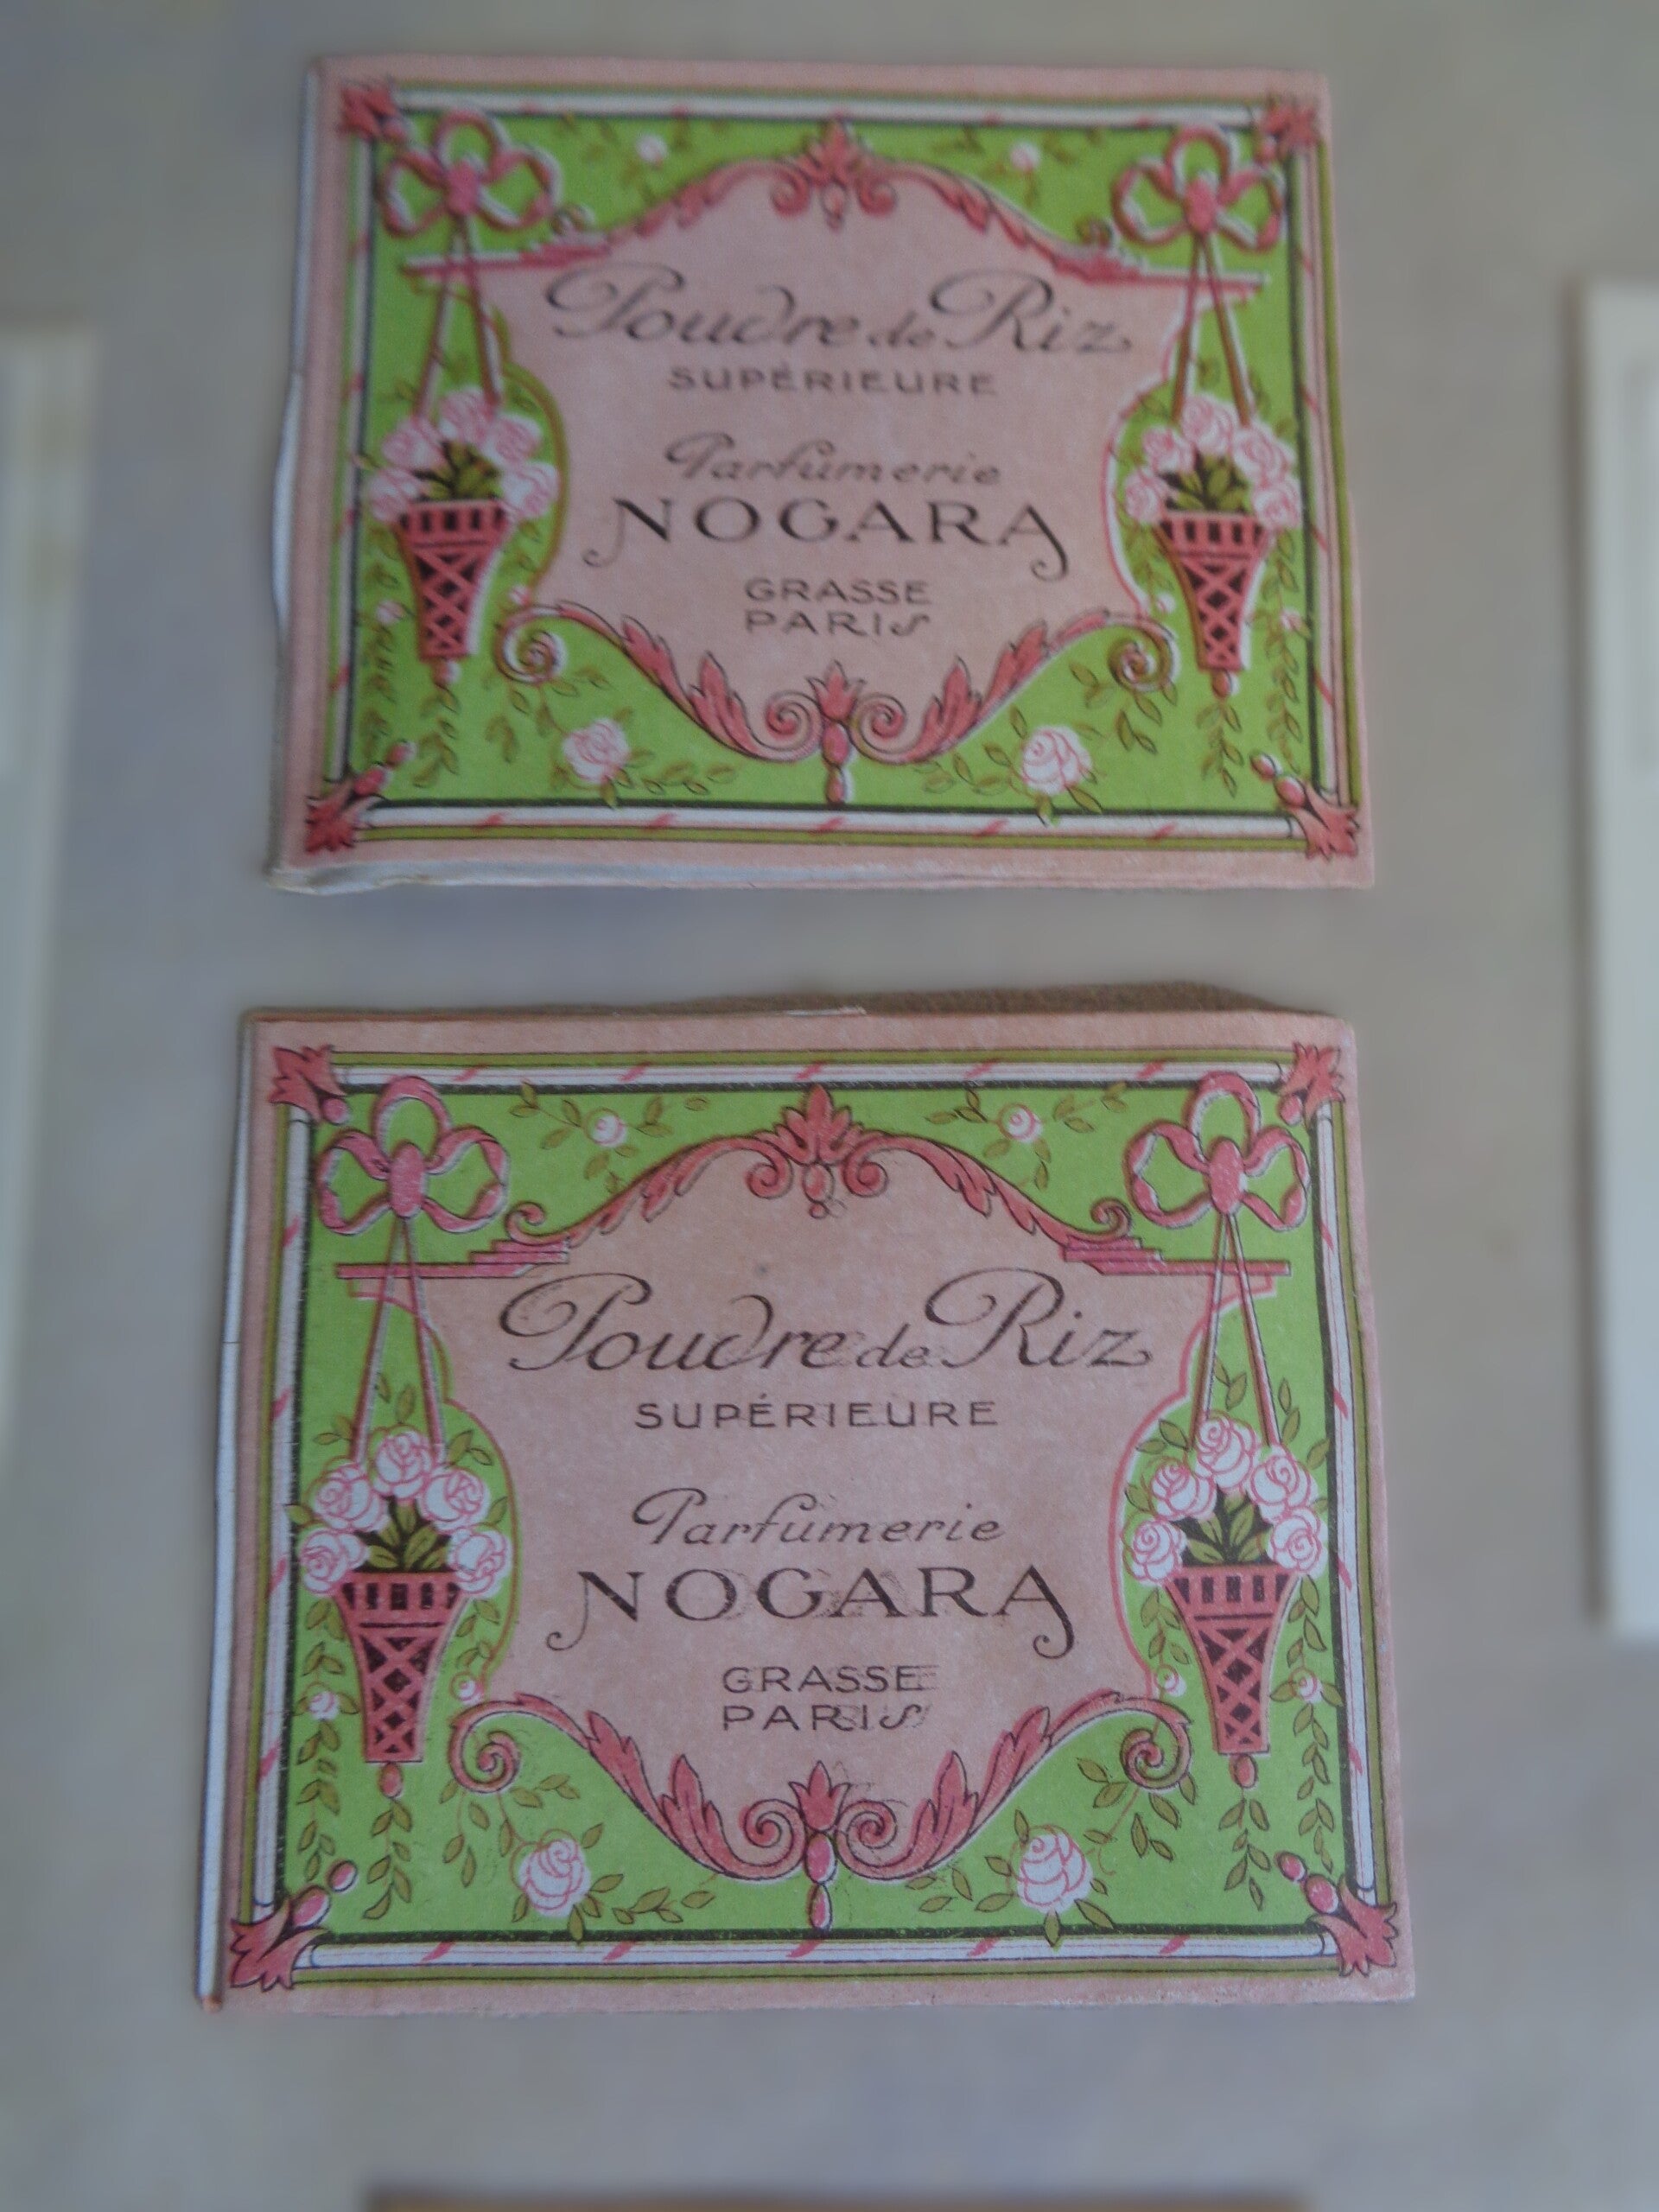 Poudre de Riz
SUPÉRIEURE
Parfumerie
NOGARA
GRASSE
PARIS
Poudre de Riz
SUPÉRIEURE
Parfumerie
NOGARA
GRASSE
PARIS